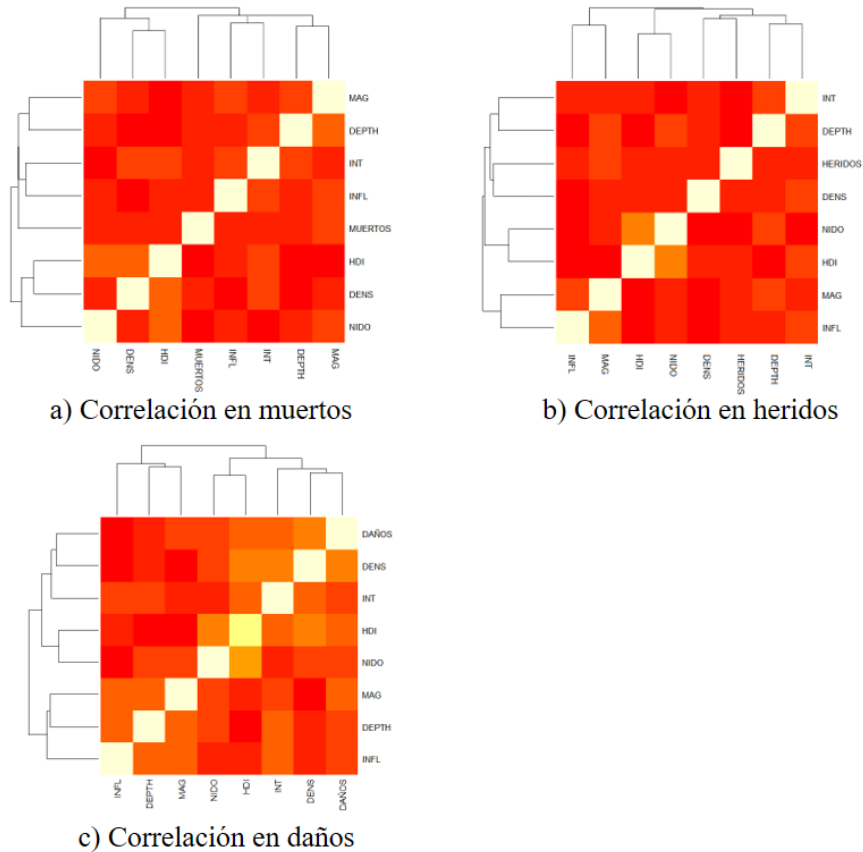 MAG
DEPTH
INT
INFL
MUERTOS
HDI
DENS
NIDO
NIDO DENS HDI MUERTOS INFL INT DEPTH MAG
a) Correlación en muertos
INT
DEPTH
HERIDOS
DENS
NIDO
HDI
MAG
INFL
INFL MAG HDI NIDO DENS HERIDOS DEPTH INT
b) Correlación en heridos
DAÑOS
DENS
INT
HDI
NIDO
MAG
DEPTH
INFL
INFL DEPTH MAG NIDO HDI INT DENS DAÑOS
c) Correlación en daños